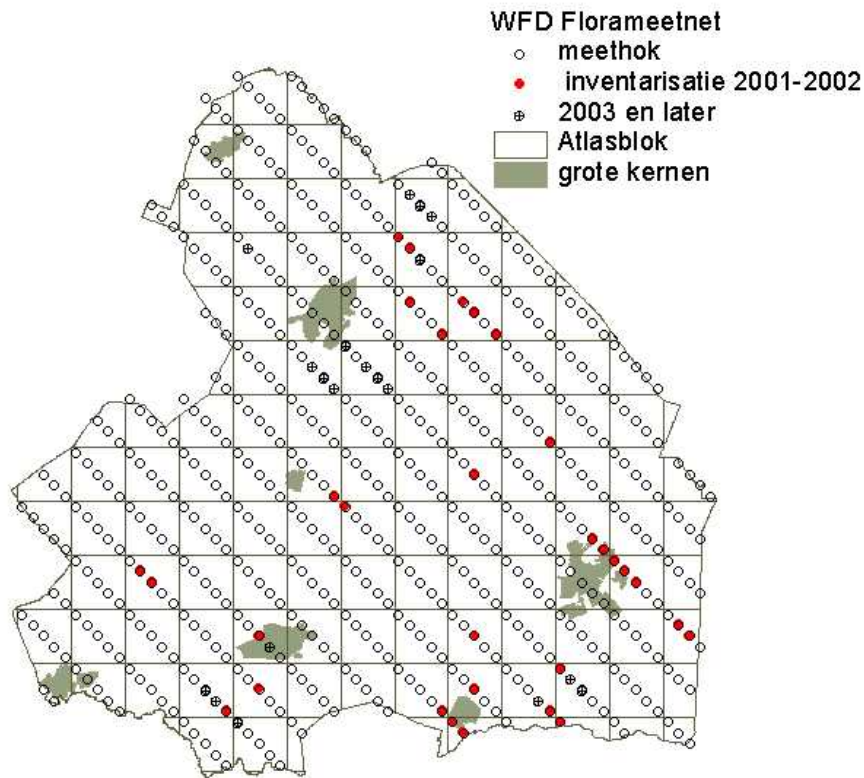 WFD Florameetnet
meethok
inventarisatie 2001-2002
2003 en later
Atlasblok
grote kernen